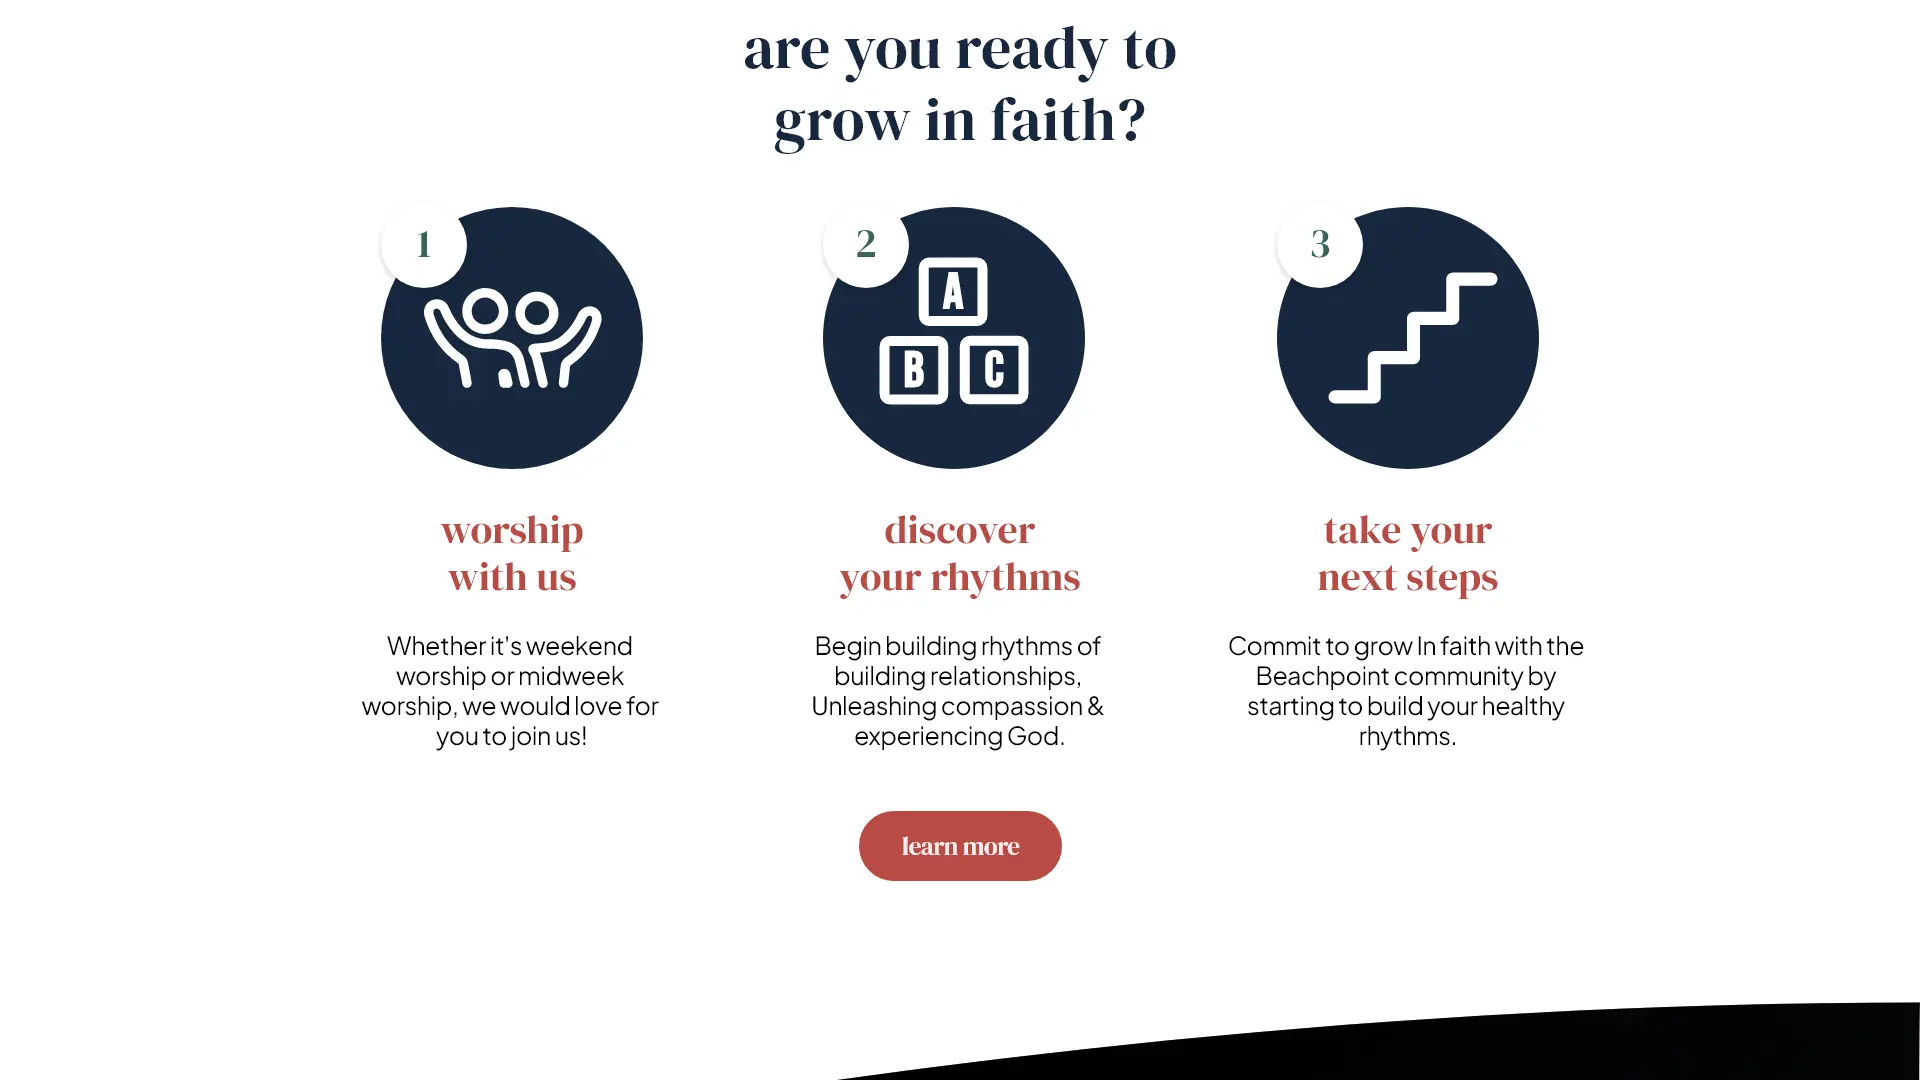 are you ready to
grow in faith?
1
2
3
A
B C
worship
with us
Whether it's weekend
worship or midweek
worship, we would love for
you to join us!
discover
your rhythms
Begin building rhythms of
building relationships,
Unleashing compassion &
experiencing God.
take your
next steps
Commit to grow In faith with the
Beachpoint community by
starting to build your healthy
rhythms.
learn more